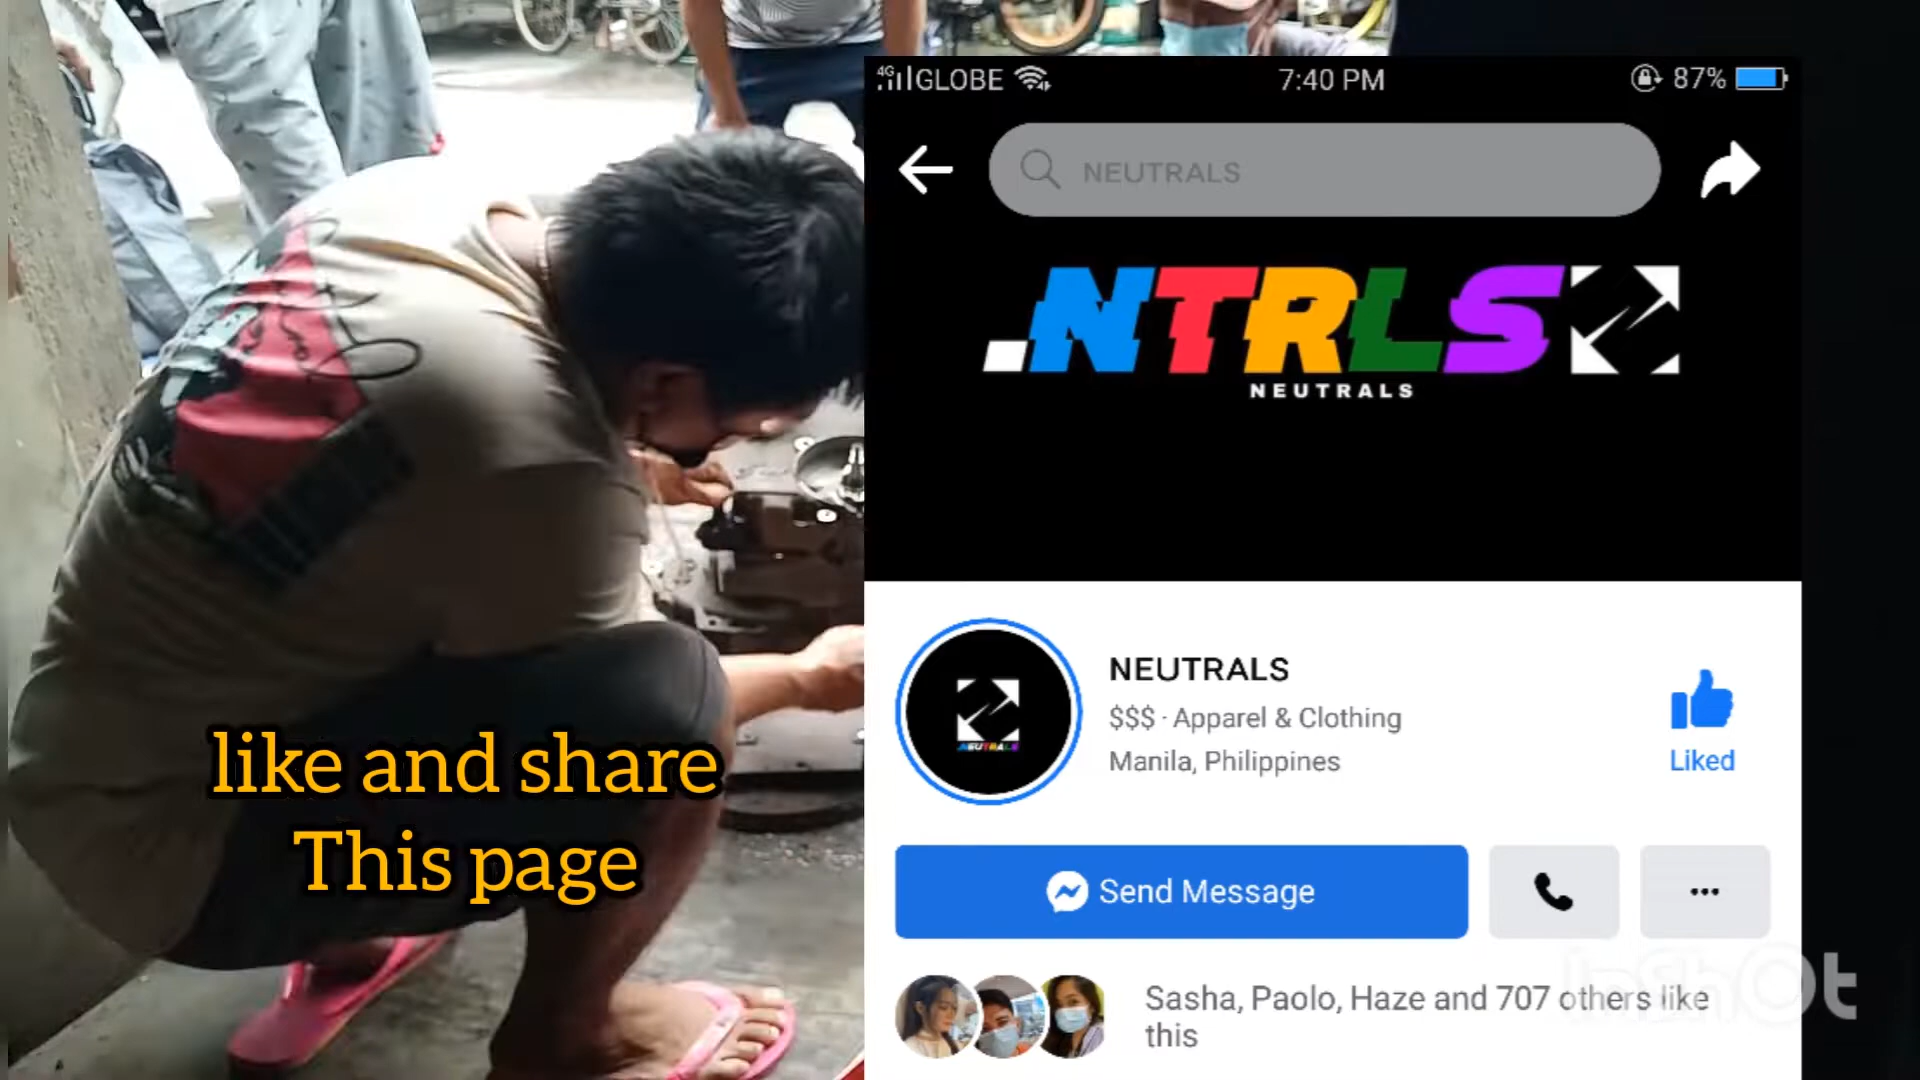 4G GLOBE 7:40 PM 87%
NEUTRALS
.NTRLS
NEUTRALS
NEUTRALS
$$$ · Apparel & Clothing
Manila, Philippines
Liked
like and share
This page
Send Message
Sasha, Paolo, Haze and 707 others like
this
InShOt